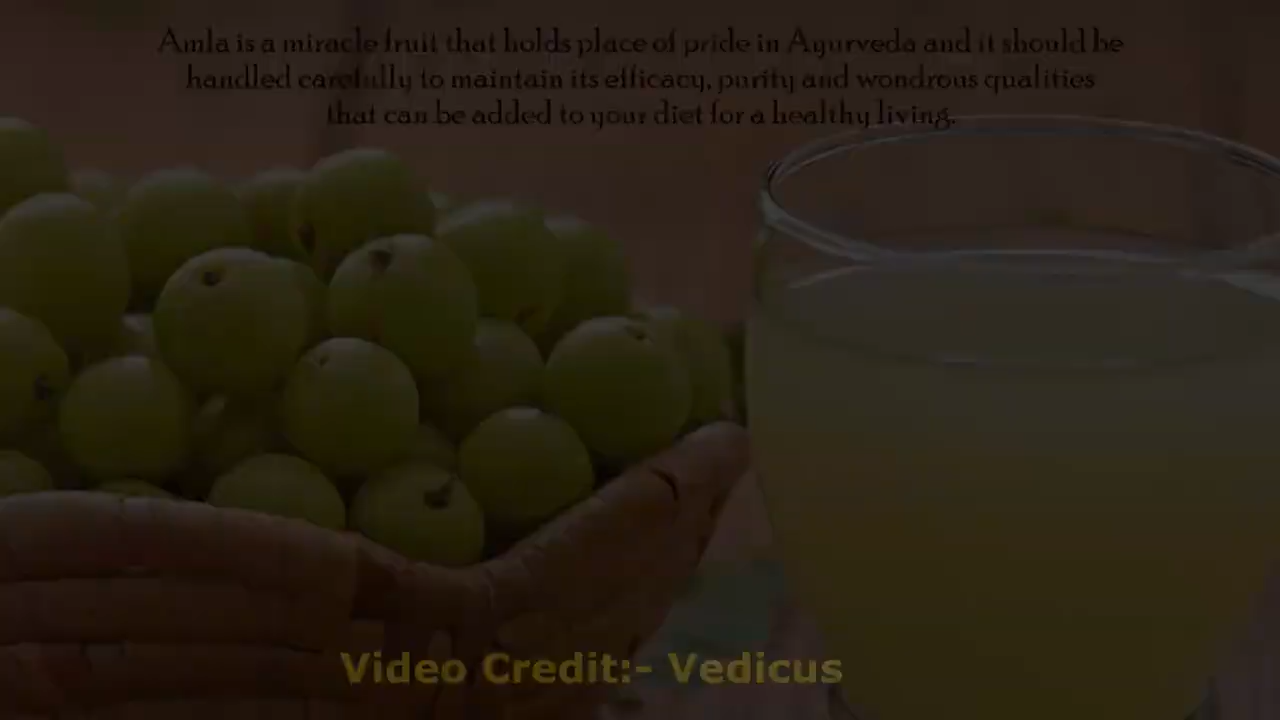 Amla is a miracle fruit that holds place of pride in Ayurveda and it should be
handled carefully to maintain its efficacy, purity and wondrous qualities
that can be added to your diet for a healthy living.
Video Credit:- Vedicus